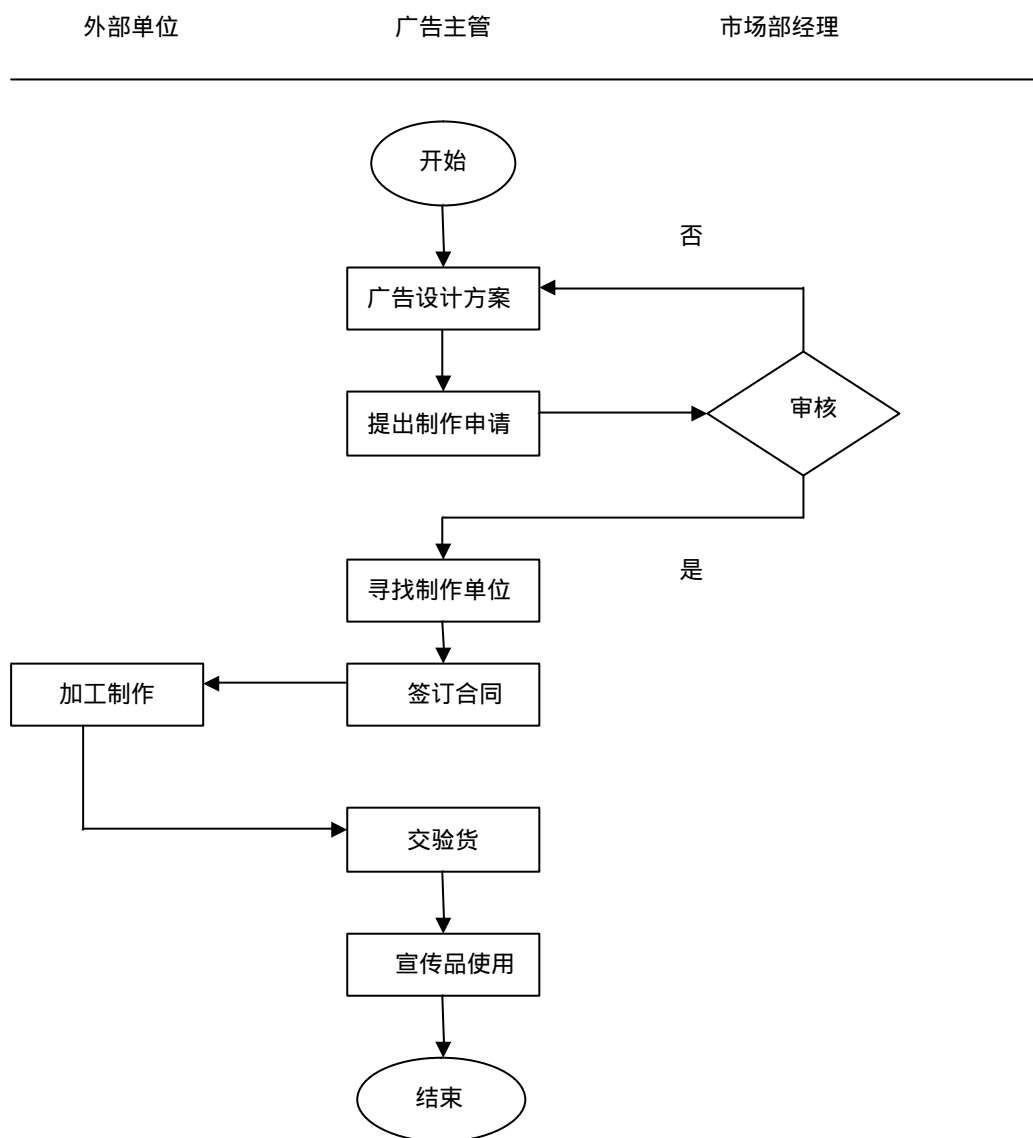 外部单位 广告主管 市场部经理
开始
否
广告设计方案
审核
提出制作申请
是
寻找制作单位
加工制作 签订合同
交验货
宣传品使用
结束